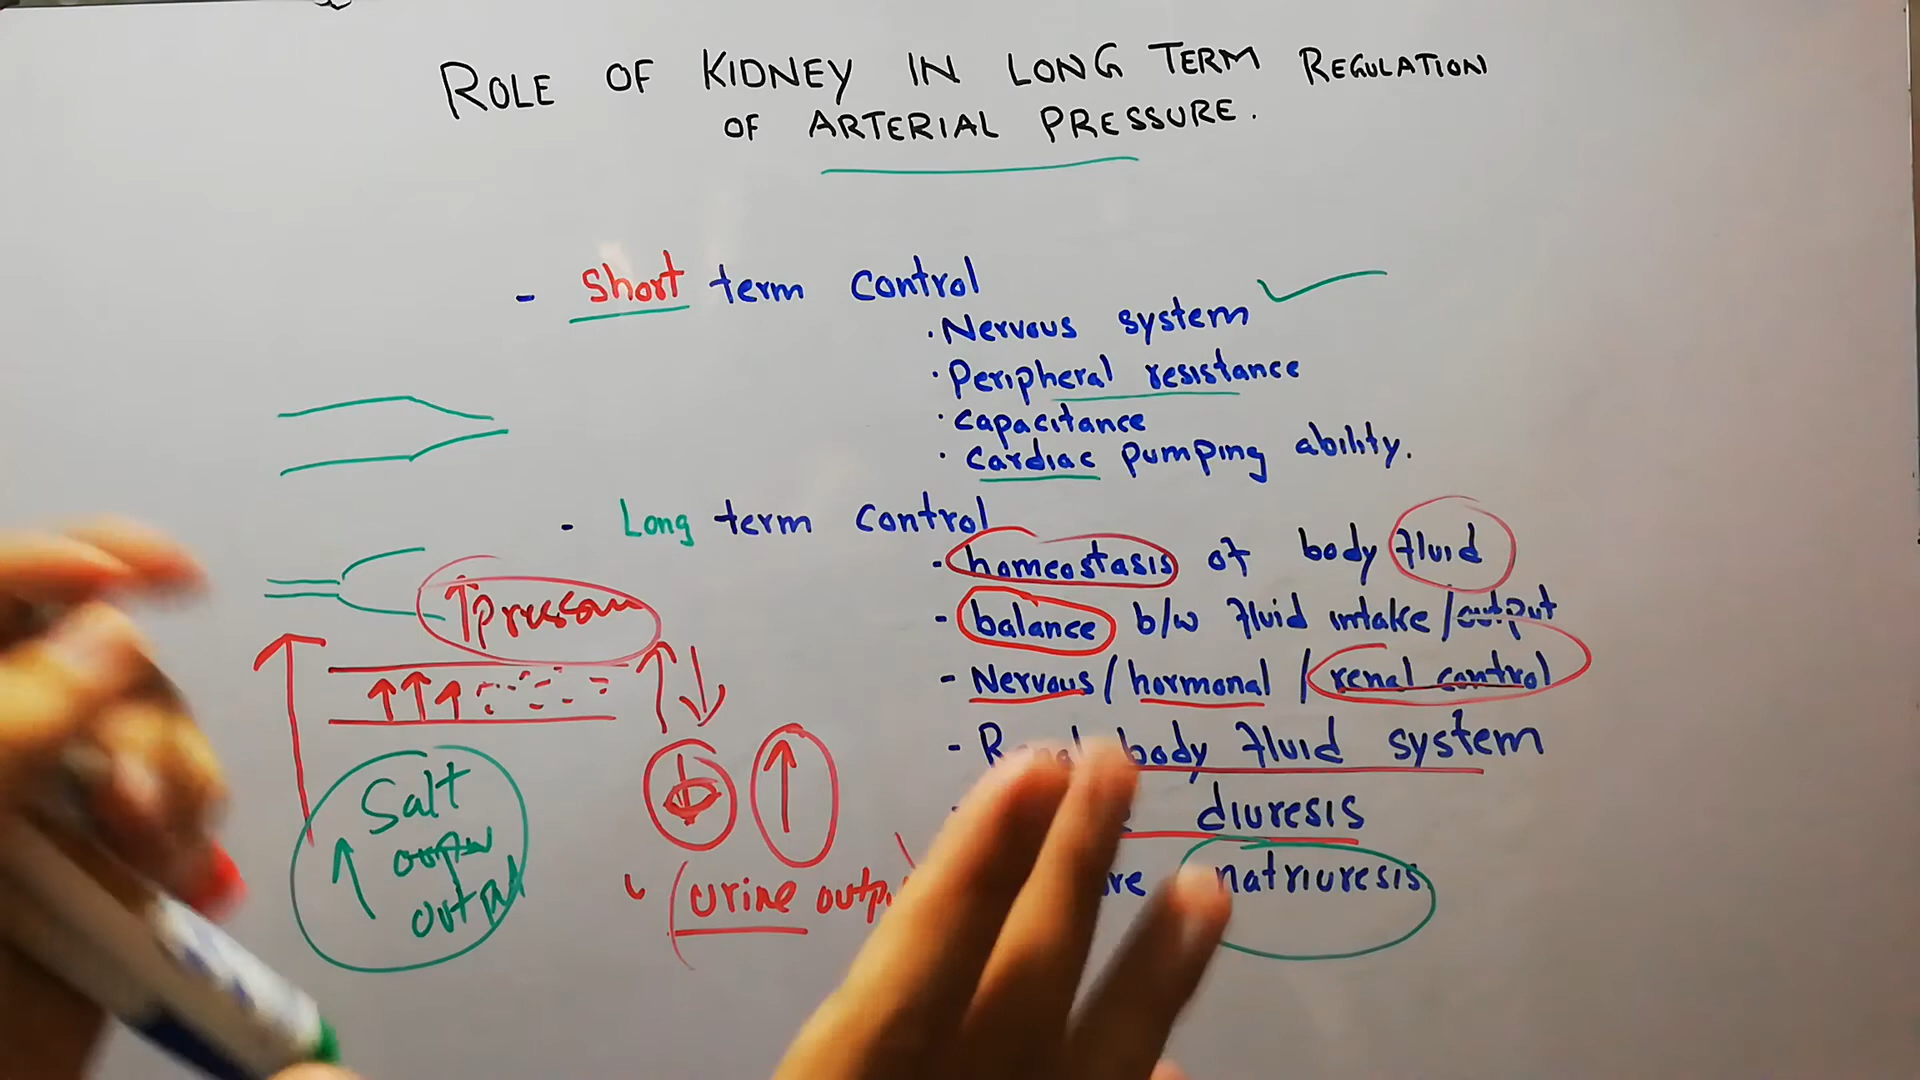 ROLE OF KIDNEY IN LONG TERM REGULATION
OF ARTERIAL PRESSURE.
- Short term control
. Nervous system
. Peripheral resistance
. Capacitance
. Cardiac pumping ability.
- Long term control
- homeostasis of body fluid
- balance b/w fluid intake/output
- Nervous / hormonal / renal control
- Renal body fluid system
diuresis
natriuresis
↑ pressure
↑↑↑
Salt
↑
output
urine